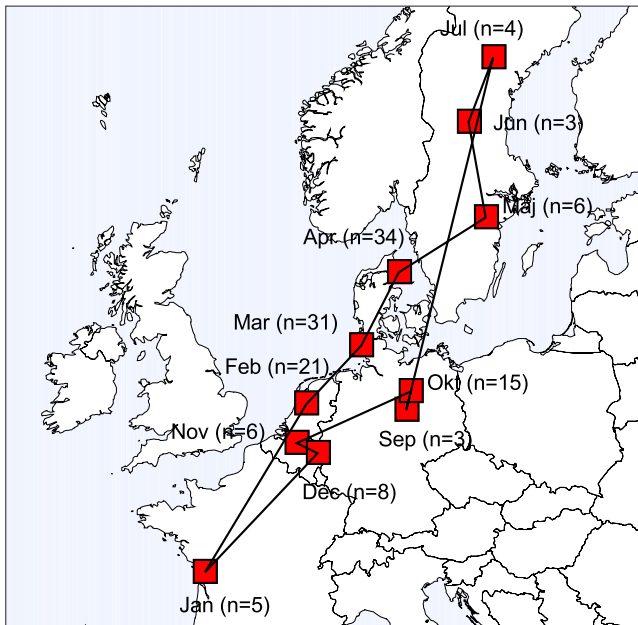 Jul (n=4)
Jun (n=3)
Maj (n=6)
Apr (n=34)
Mar (n=31)
Feb (n=21)
Okt (n=15)
Nov (n=6)
Sep (n=3)
Dec (n=8)
Jan (n=5)